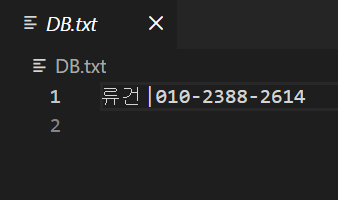 DB.txt ×
DB.txt
1 류건 |010-2388-2614
2